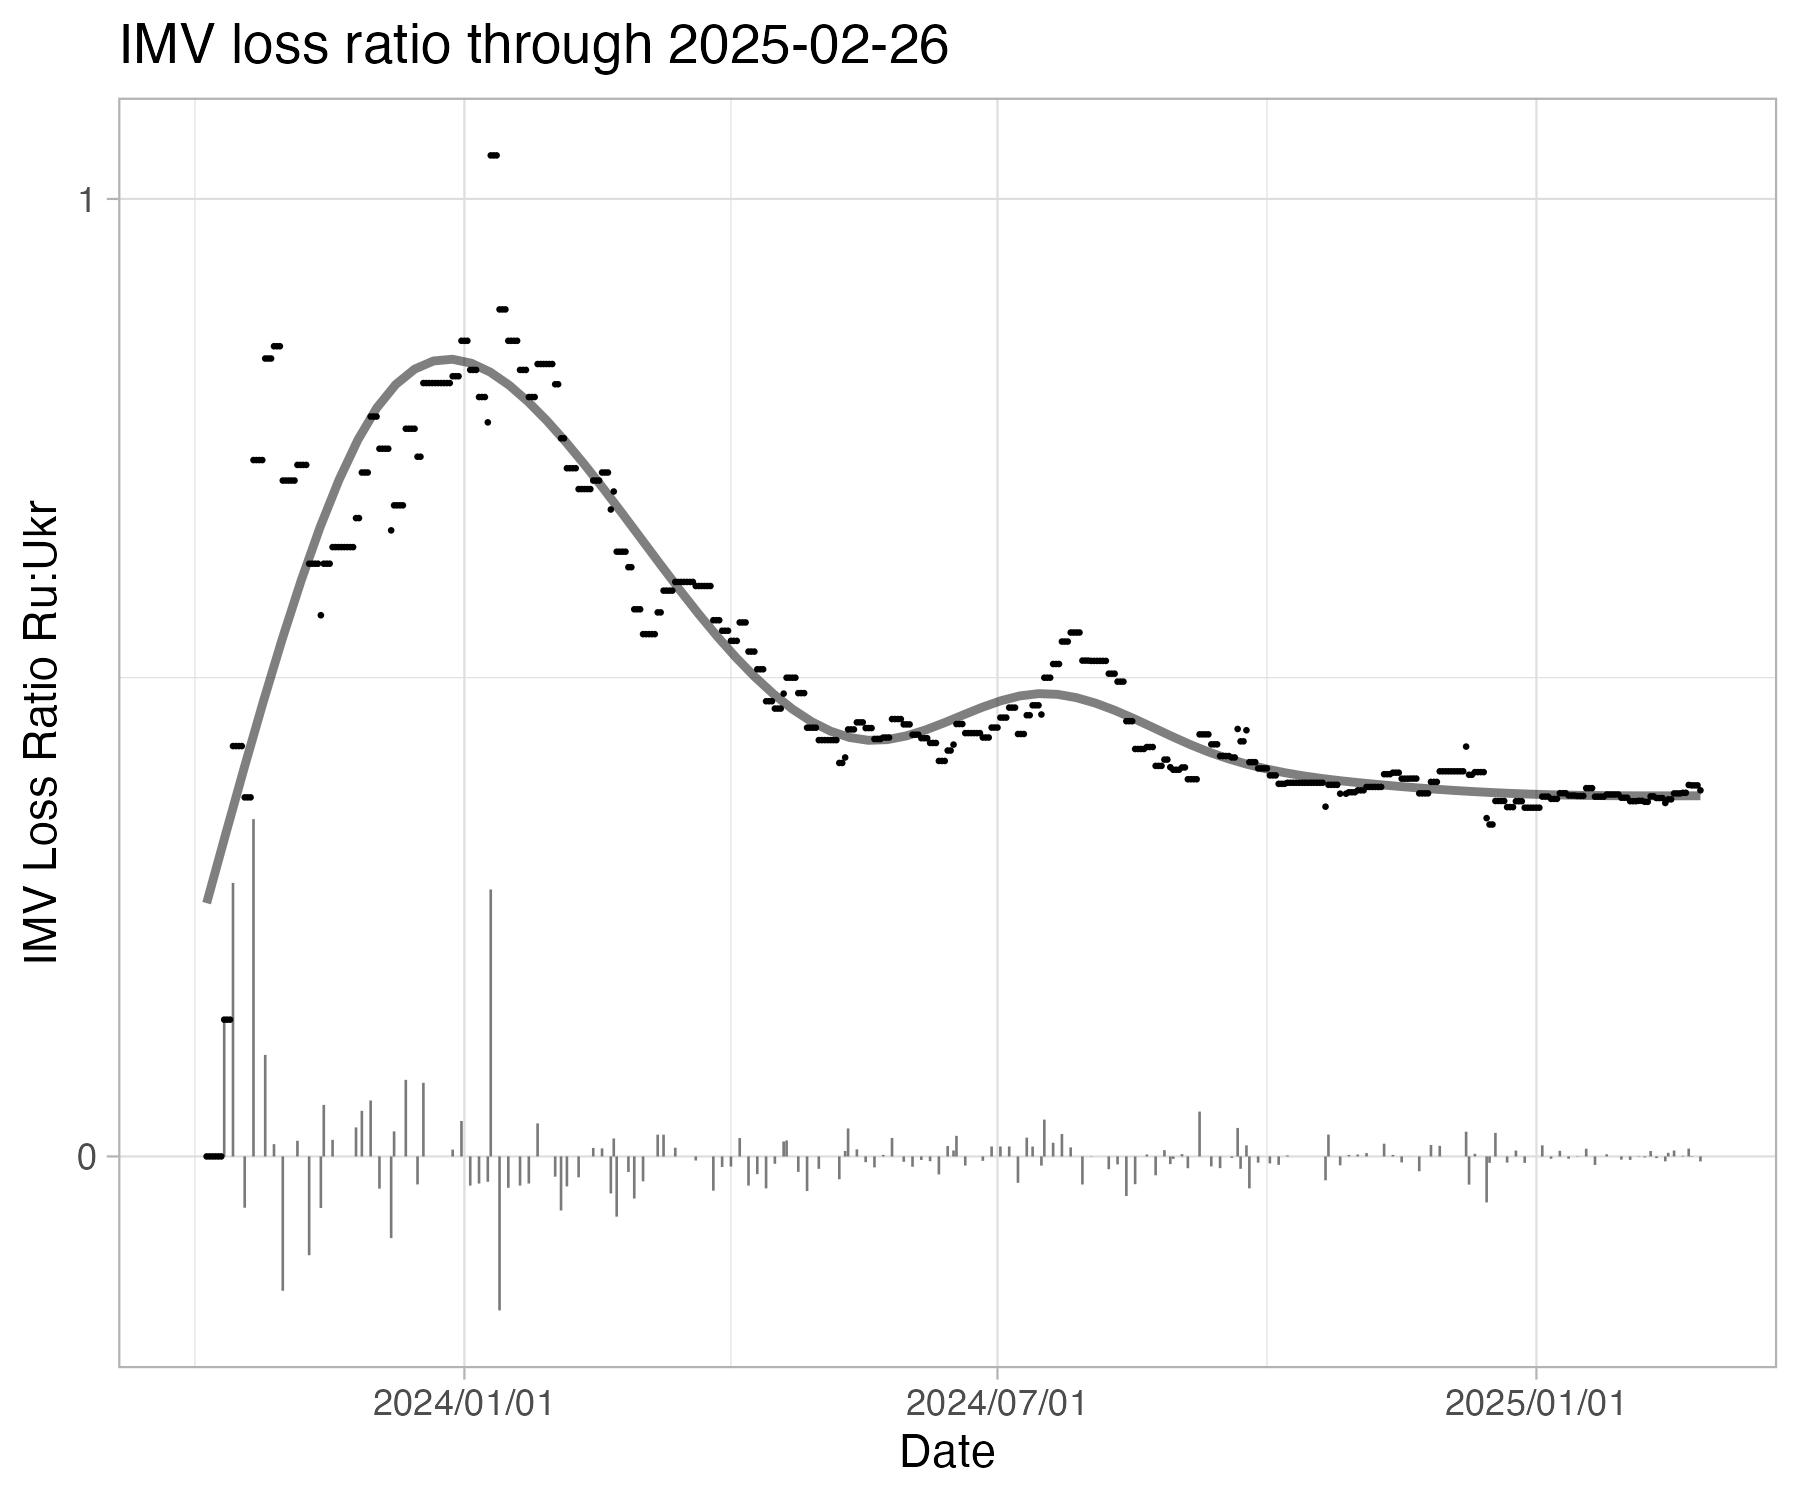 IMV loss ratio through 2025-02-26
IMV Loss Ratio Ru:Ukr
1
0
2024/01/01
2024/07/01
2025/01/01
Date